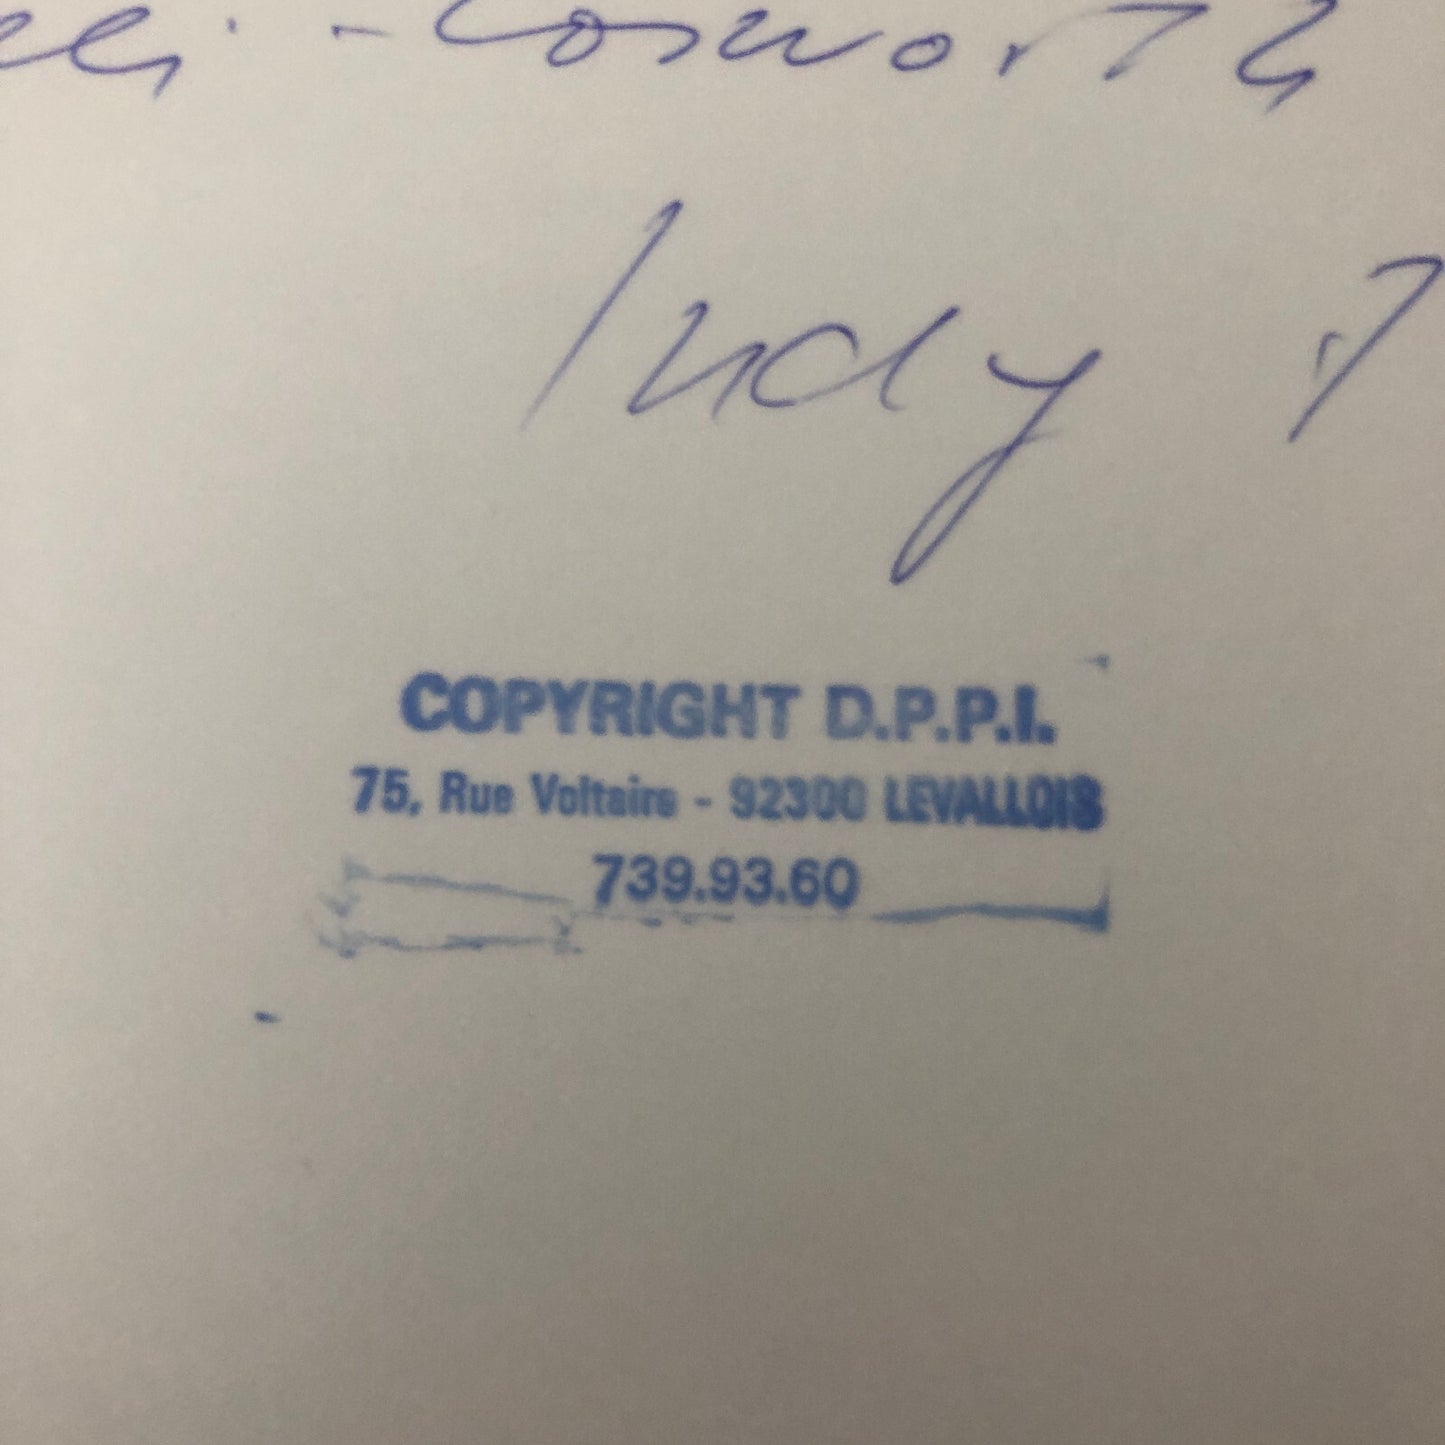 -Cosworth
Indy
COPYRIGHT D.P.P.I.
75, Rue Voltaire - 92300 LEVALLOIS
739.93.60